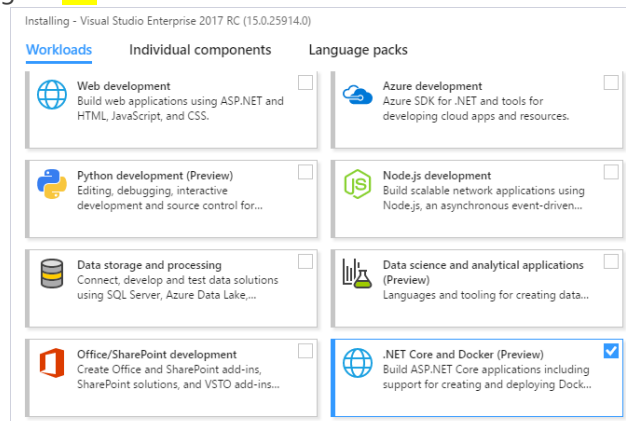 Installing - Visual Studio Enterprise 2017 RC (15.0.25914.0)
Workloads Individual components Language packs
Web development
Build web applications using ASP.NET and
HTML, JavaScript, and CSS.
Azure development
Azure SDK for .NET and tools for
developing cloud apps and resources.
Python development (Preview)
Editing, debugging, interactive
development and source control for...
Node.js development
Build scalable network applications using
Node.js, an asynchronous event-driven...
Data storage and processing
Connect, develop and test data solutions
using SQL Server, Azure Data Lake,...
Data science and analytical applications
(Preview)
Languages and tooling for creating data...
Office/SharePoint development
Create Office and SharePoint add-ins,
SharePoint solutions, and VSTO add-ins...
.NET Core and Docker (Preview)
Build ASP.NET Core applications including
support for creating and deploying Dock...